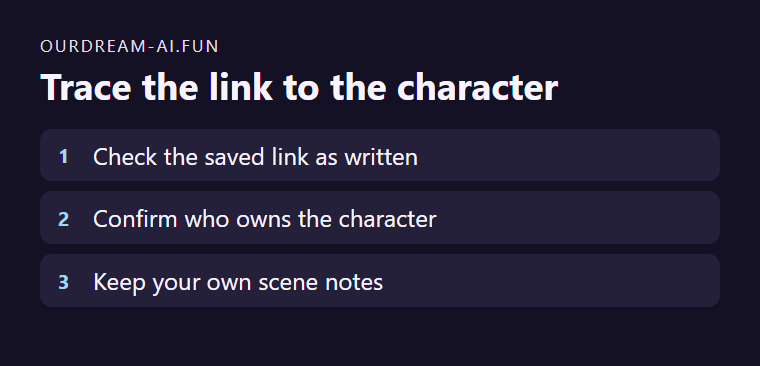 OURDREAM-AI.FUN
Trace the link to the character
1 Check the saved link as written
2 Confirm who owns the character
3 Keep your own scene notes